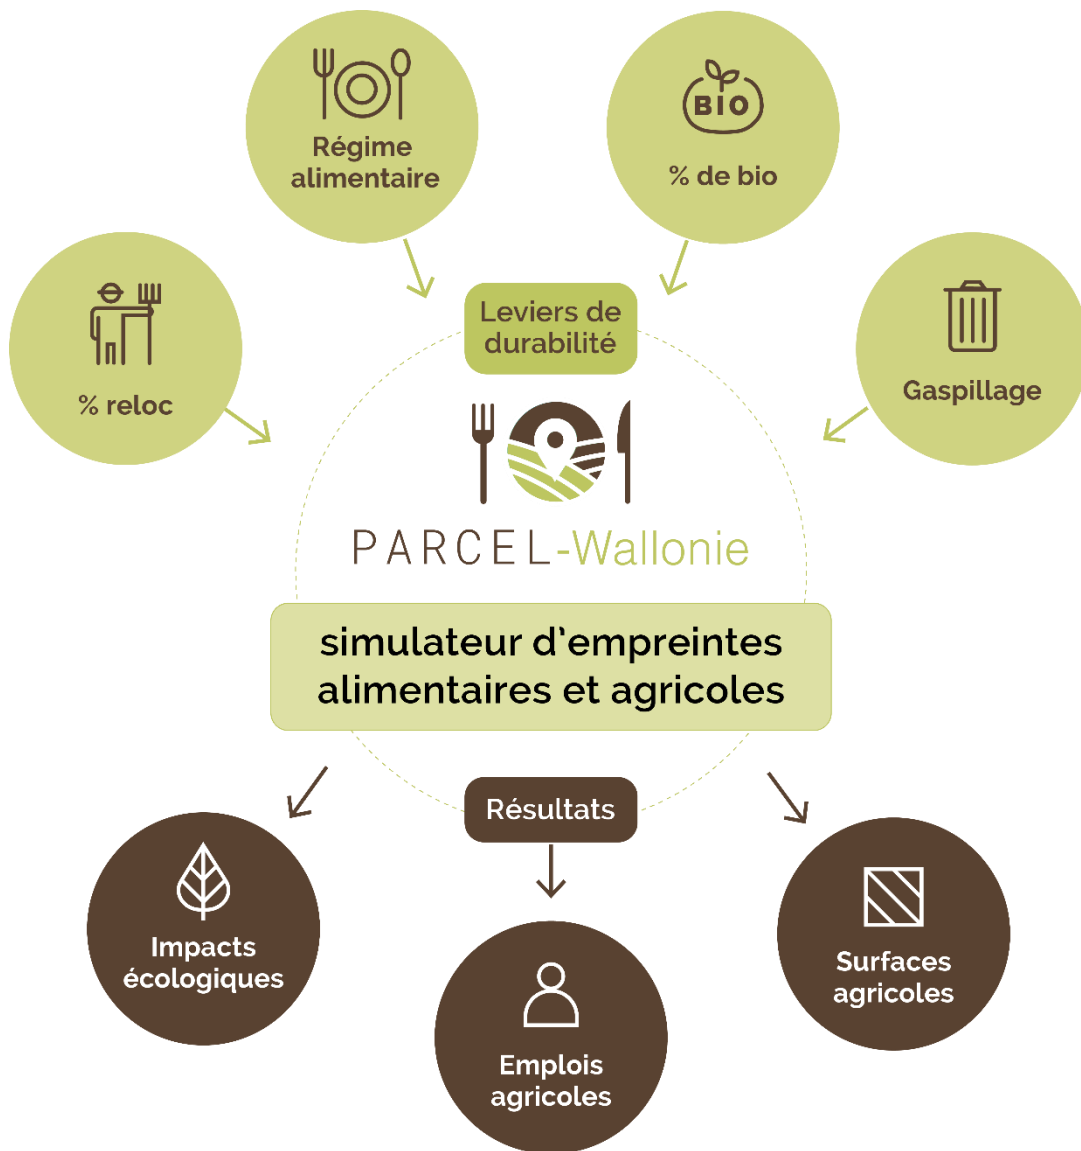 Régime
alimentaire
BIO
% de bio
% reloc
Gaspillage
Leviers de
durabilité
PARCEL-Wallonie
simulateur d'empreintes
alimentaires et agricoles
Résultats
Impacts
écologiques
Emplois
agricoles
Surfaces
agricoles